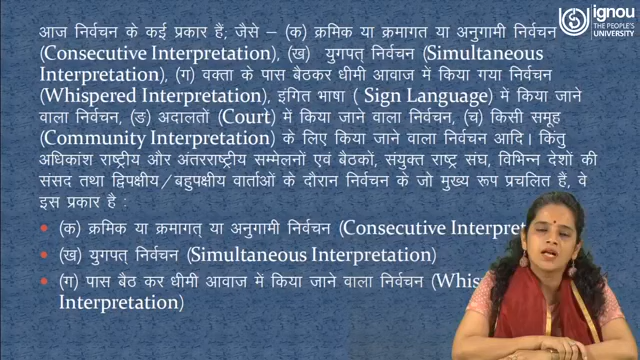 ignou
THE PEOPLE'S
UNIVERSITY
आज निर्वचन के कई प्रकार हैं; जैसे – (क) क्रमिक या क्रमागत या अनुगामी निर्वचन
(Consecutive Interpretation), (ख) युगपत् निर्वचन (Simultaneous
Interpretation), (ग) वक्ता के पास बैठकर धीमी आवाज में किया गया निर्वचन
(Whispered Interpretation), इंगित भाषा ( Sign Language) में किया जाने
वाला निर्वचन, (ङ) अदालतों (Court) में किया जाने वाला निर्वचन, (च) किसी समूह
(Community Interpretation) के लिए किया जाने वाला निर्वचन आदि। किंतु
अधिकांश राष्ट्रीय और अंतरराष्ट्रीय सम्मेलनों एवं बैठकों, संयुक्त राष्ट्र संघ, विभिन्न देशों की
संसद तथा द्विपक्षीय/बहुपक्षीय वार्ताओं के दौरान निर्वचन के जो मुख्य रूप प्रचलित हैं, वे
इस प्रकार है :
• (क) क्रमिक या क्रमागत् या अनुगामी निर्वचन (Consecutive Interpret
• (ख) युगपत् निर्वचन (Simultaneous Interpretation)
• (ग) पास बैठ कर धीमी आवाज में किया जाने वाला निर्वचन (Whis
Interpretation)